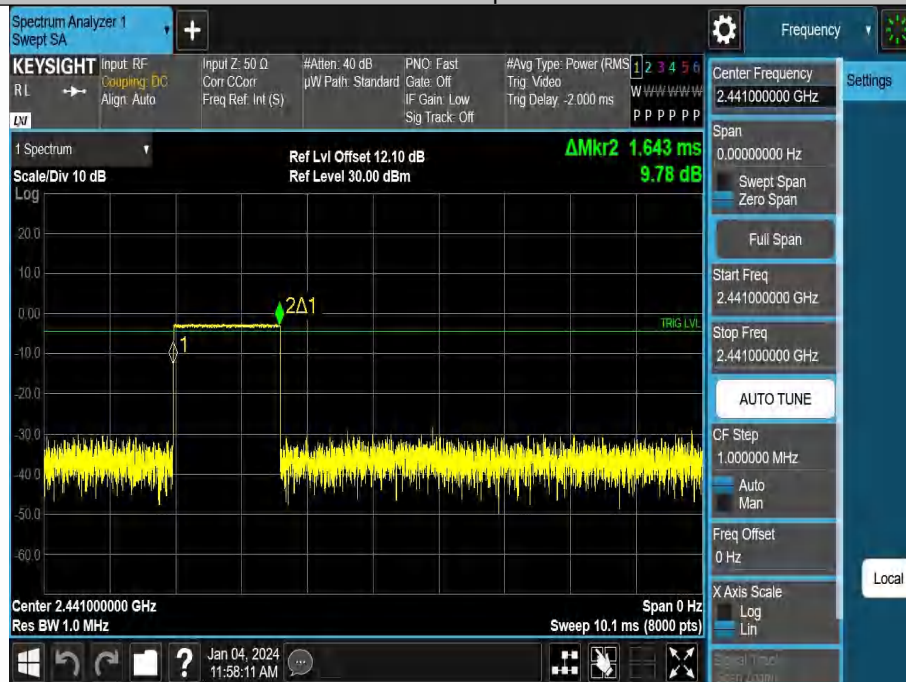 Spectrum Analyzer 1
Swept SA
Frequency
KEYSIGHT
RL
LXI
Input: RF
Coupling: DC
Align: Auto
Input Z: 50 Ω
Corr CCorr
Freq Ref: Int (S)
#Atten: 40 dB
µW Path: Standard
PNO: Fast
Gate: Off
IF Gain: Low
Sig Track: Off
#Avg Type: Power (RMS
Trig: Video
Trig Delay: -2.000 ms
1 2 3 4 5 6
W W W W W W
P P P P P P
Center Frequency
2.441000000 GHz
Settings
1 Spectrum
Scale/Div 10 dB
Log
Ref Lvl Offset 12.10 dB
Ref Level 30.00 dBm
ΔMkr2 1.643 ms
9.78 dB
Span
0.00000000 Hz
Swept Span
Zero Span
Full Span
Start Freq
2.441000000 GHz
Stop Freq
2.441000000 GHz
AUTO TUNE
CF Step
1.000000 MHz
Auto
Man
Freq Offset
0 Hz
X Axis Scale
Log
Lin
Local
20.0
10.0
0.00
-10.0
-20.0
-30.0
-40.0
-50.0
-60.0
2Δ1
1
TRIG LVL
Center 2.441000000 GHz
Res BW 1.0 MHz
Span 0 Hz
Sweep 10.1 ms (8000 pts)
?
Jan 04, 2024
11:58:11 AM